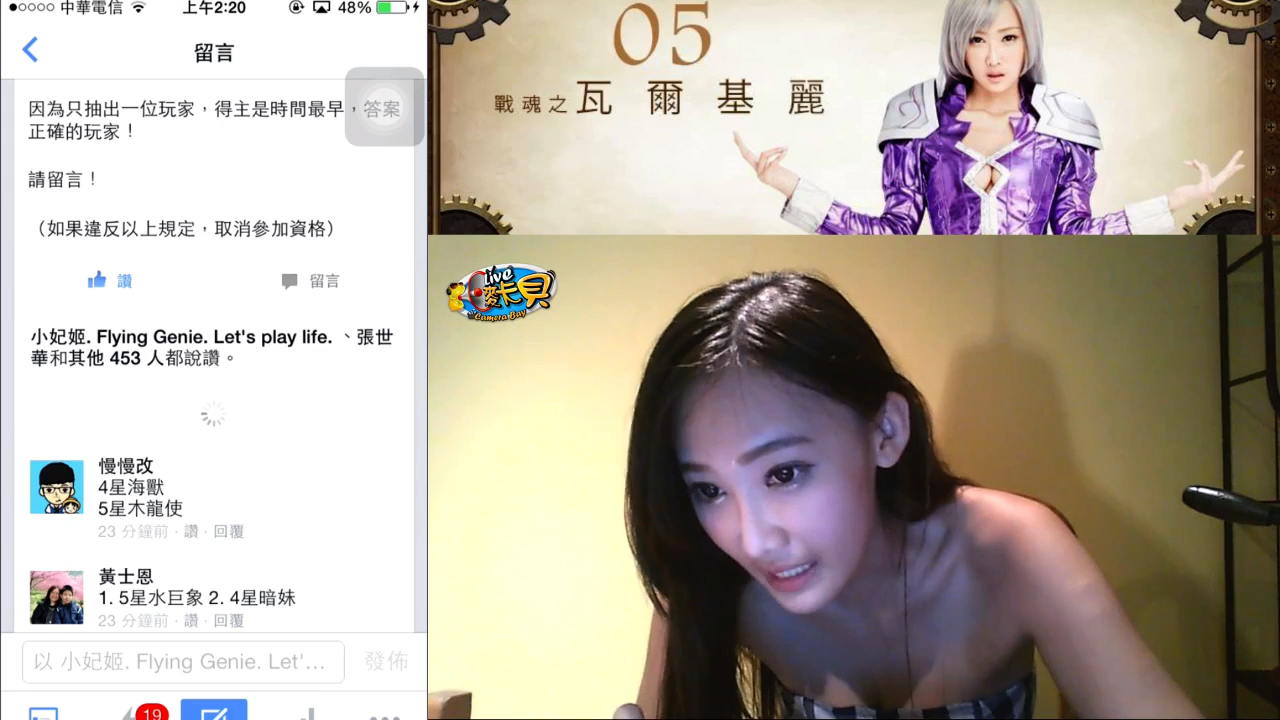 中華電信
上午2:20
48%
留言
因為只抽出一位玩家，得主是時間最早，答案
正確的玩家！
請留言！
（如果違反以上規定，取消參加資格）
讚
留言
小妃姬. Flying Genie. Let's play life. 、張世
華和其他 453 人都說讚。
慢慢改
4星海獸
5星木龍使
23 分鐘前 · 讚 · 回覆
黃士恩
1. 5星水巨象 2. 4星暗妹
23 分鐘前 · 讚 · 回覆
以 小妃姬. Flying Genie. Let'...
發佈
19
05
戰魂之瓦爾基麗
live
麥卡貝
Camera Bay